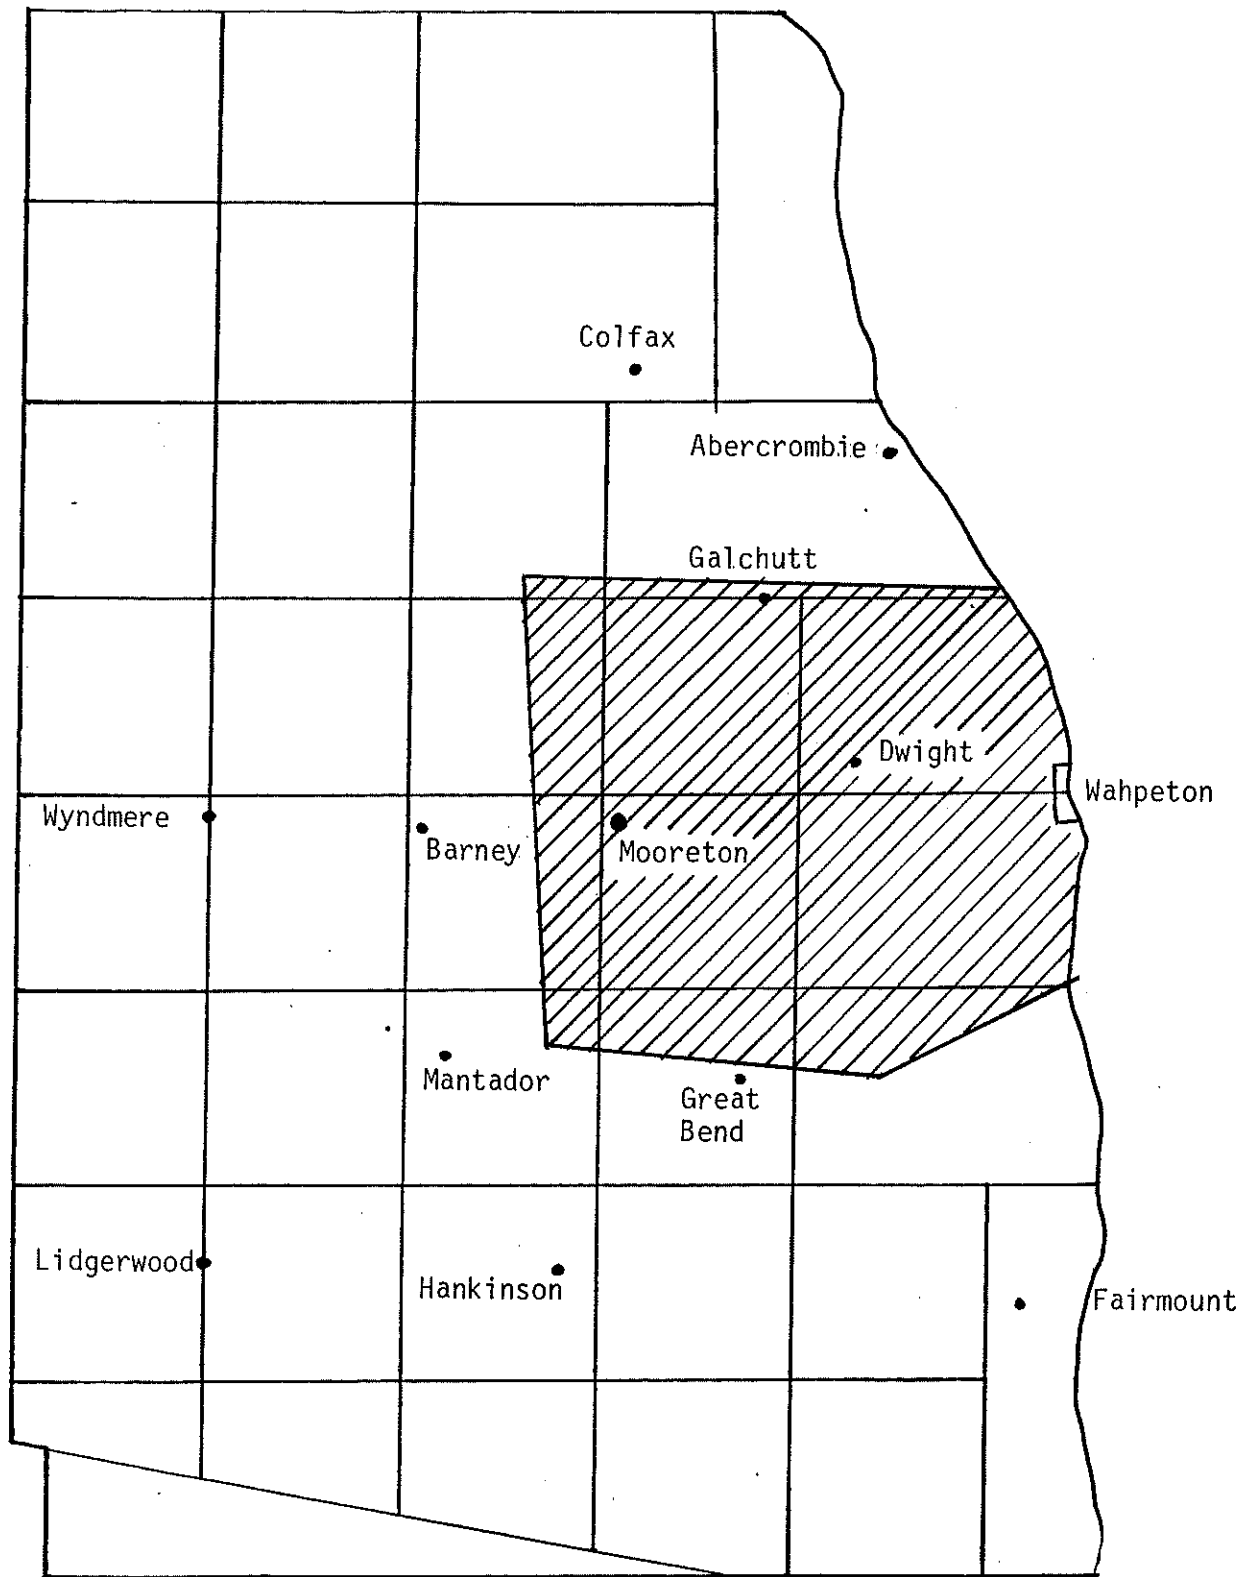 Colfax
Abercrombie
Galchutt
Dwight
Wahpeton
Wyndmere
Barney
Mooreton
Mantador
Great
Bend
Lidgerwood
Hankinson
Fairmount